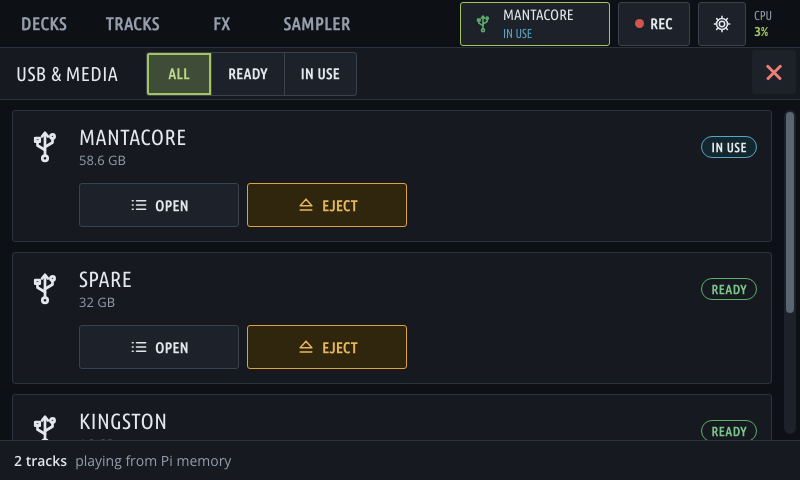 DECKS TRACKS FX SAMPLER MANTACORE IN USE REC CPU 3%
USB & MEDIA ALL READY IN USE
MANTACORE
58.6 GB
IN USE
OPEN EJECT
SPARE
32 GB
READY
OPEN EJECT
KINGSTON
READY
2 tracks playing from Pi memory